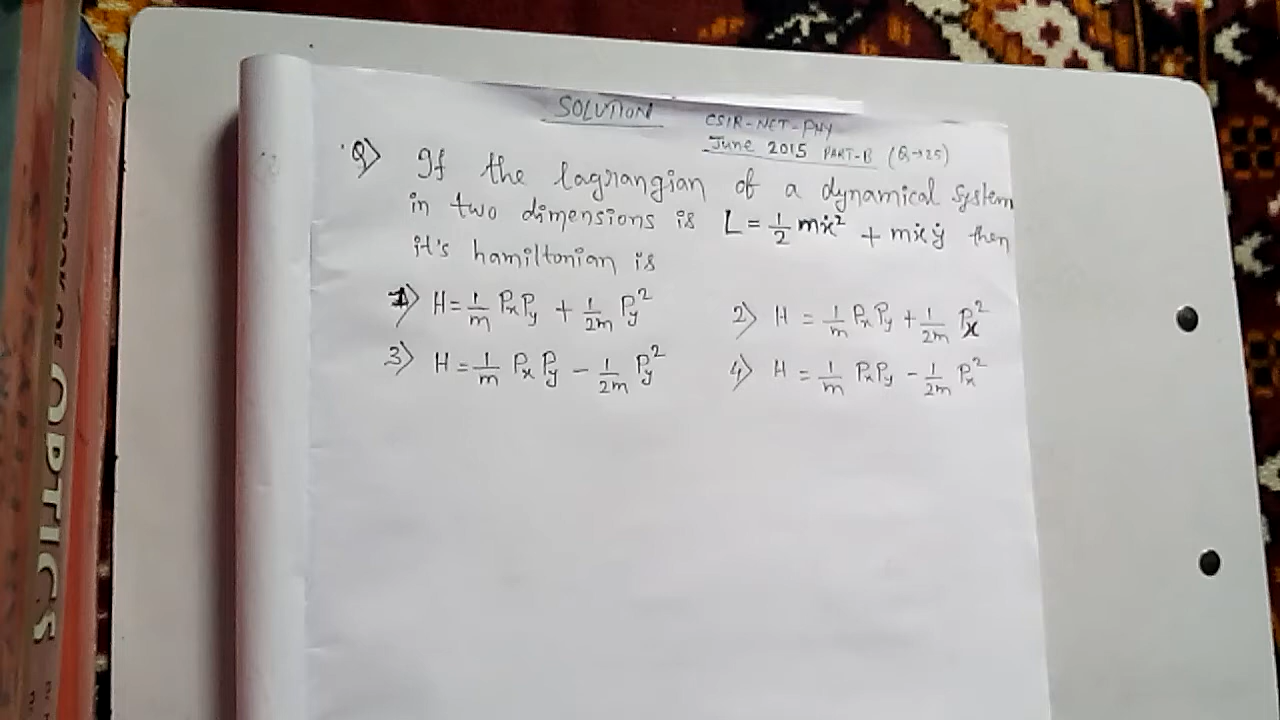 SOLUTION
CSIR-NET-PHY
June 2015 PART-B (Q→25)
Q) If the lagrangian of a dynamical system
in two dimensions is L = 1/2 mẋ² + mẋẏ then
it's hamiltonian is
1) H = 1/m PxPy + 1/2m Py²
2) H = 1/m PxPy + 1/2m Px²
3) H = 1/m PxPy - 1/2m Py²
4) H = 1/m PxPy - 1/2m Px²
OF OPTICS